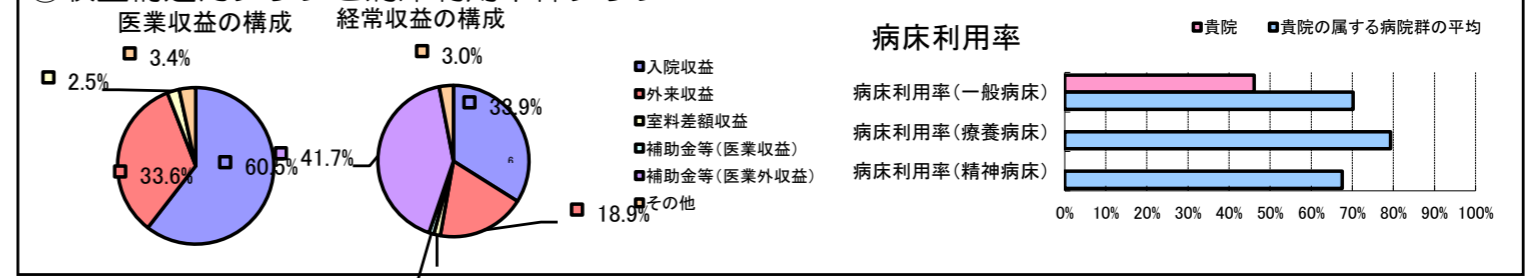 医業収益の構成
3.4%
2.5%
33.6%
60.5%
経常収益の構成
3.0%
33.9%
41.7%
18.9%
入院収益
外来収益
室料差額収益
補助金等(医業収益)
補助金等(医業外収益)
その他
病床利用率
貴院
貴院の属する病院群の平均
病床利用率(一般病床)
病床利用率(療養病床)
病床利用率(精神病床)
0% 10% 20% 30% 40% 50% 60% 70% 80% 90% 100%